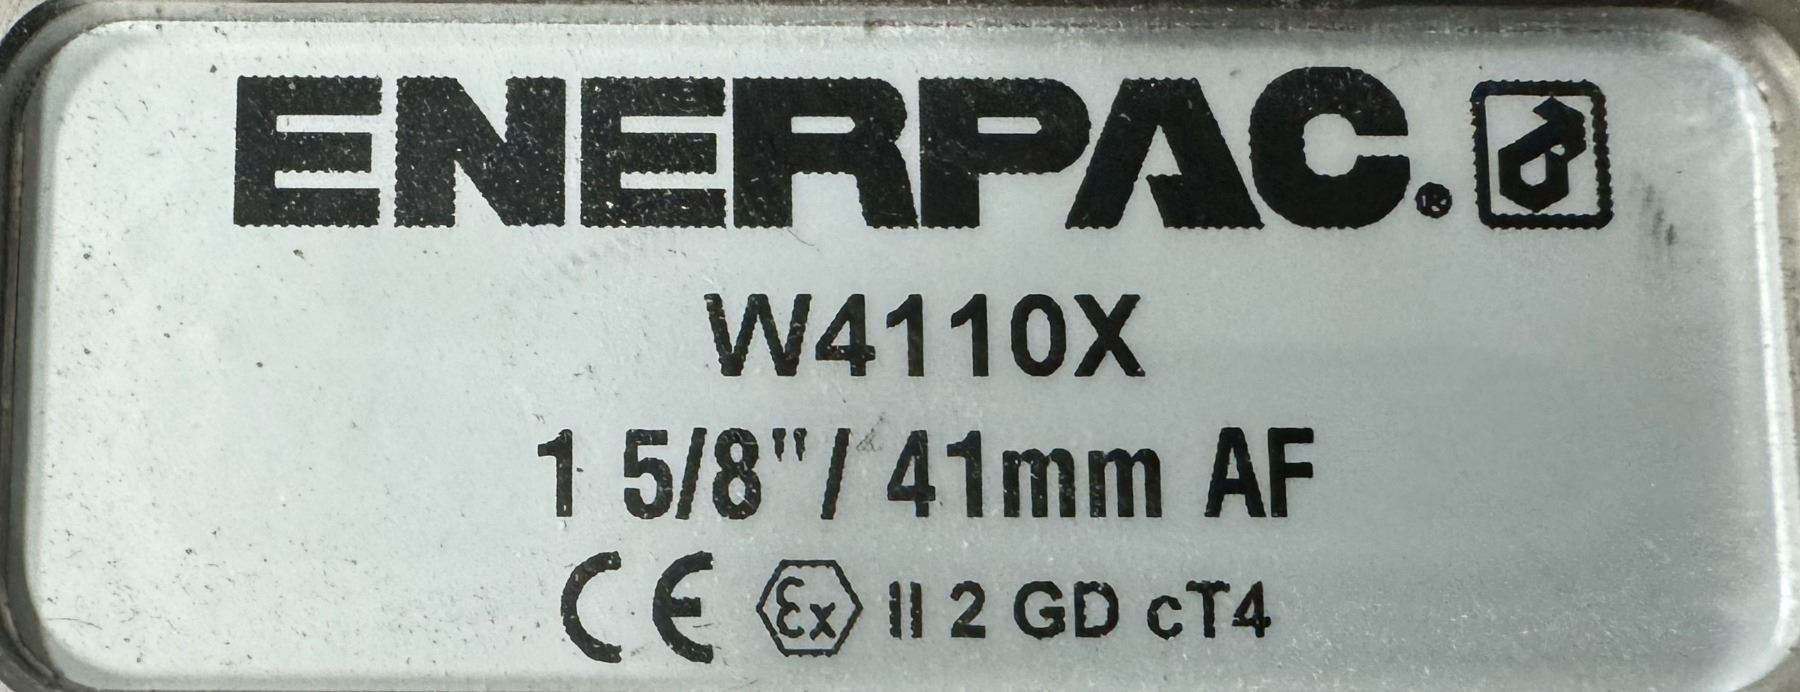 ENERPAC.®
W4110X
1 5/8"/ 41mm AF
CE Ex II 2 GD cT4